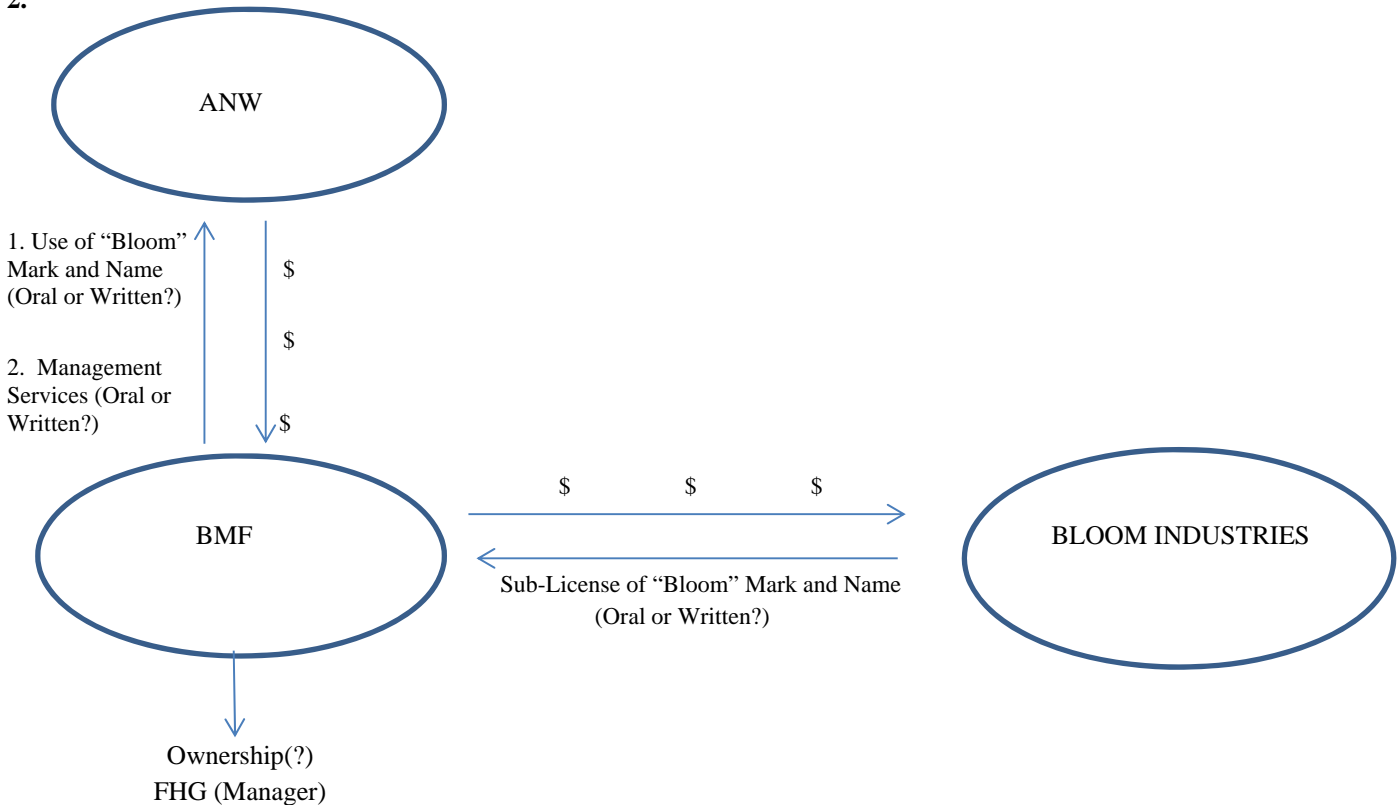 2.
ANW
1. Use of “Bloom”
Mark and Name
(Oral or Written?)
$
$
2. Management
Services (Oral or
Written?)
$
BMF
$ $ $
BLOOM INDUSTRIES
Sub-License of “Bloom” Mark and Name
(Oral or Written?)
Ownership(?)
FHG (Manager)